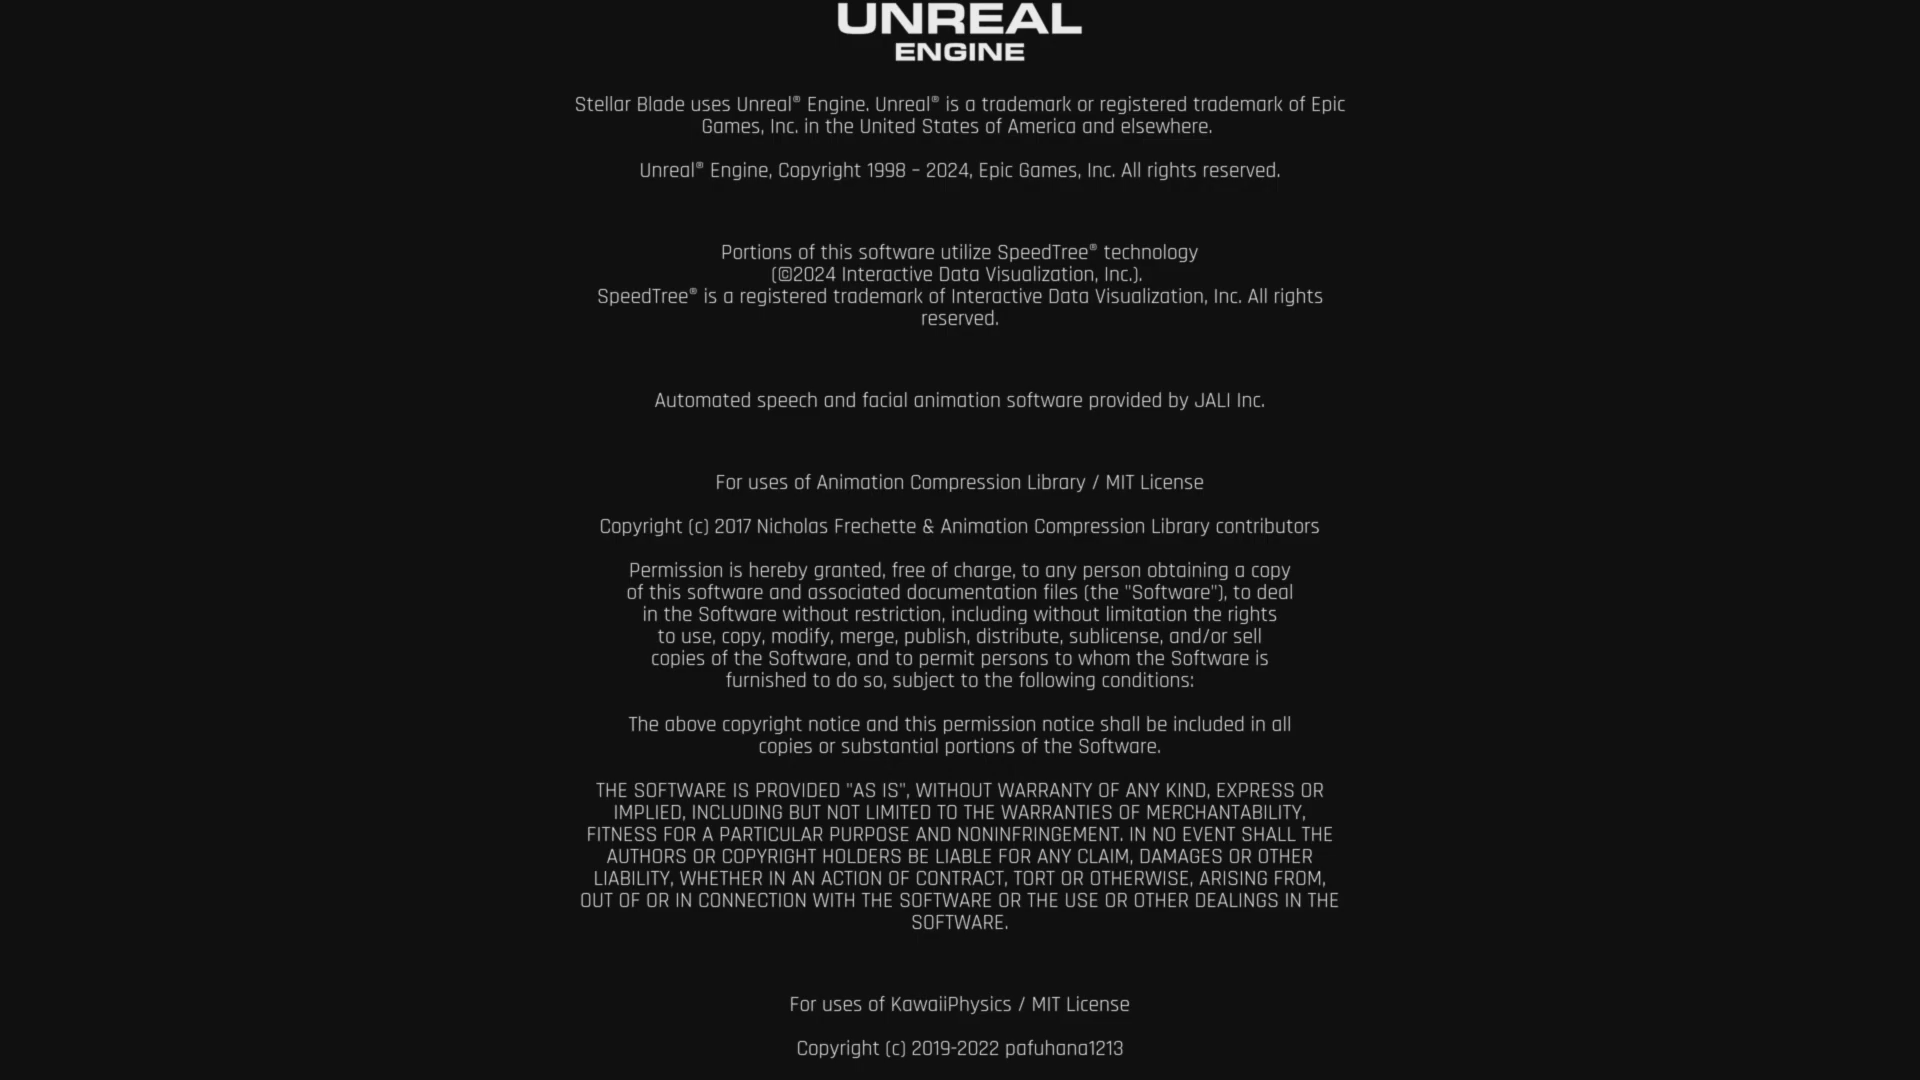 UNREAL
ENGINE
Stellar Blade uses Unreal® Engine. Unreal® is a trademark or registered trademark of Epic
Games, Inc. in the United States of America and elsewhere.
Unreal® Engine, Copyright 1998 – 2024, Epic Games, Inc. All rights reserved.
Portions of this software utilize SpeedTree® technology
(©2024 Interactive Data Visualization, Inc.).
SpeedTree® is a registered trademark of Interactive Data Visualization, Inc. All rights
reserved.
Automated speech and facial animation software provided by JALI Inc.
For uses of Animation Compression Library / MIT License
Copyright (c) 2017 Nicholas Frechette & Animation Compression Library contributors
Permission is hereby granted, free of charge, to any person obtaining a copy
of this software and associated documentation files (the "Software"), to deal
in the Software without restriction, including without limitation the rights
to use, copy, modify, merge, publish, distribute, sublicense, and/or sell
copies of the Software, and to permit persons to whom the Software is
furnished to do so, subject to the following conditions:
The above copyright notice and this permission notice shall be included in all
copies or substantial portions of the Software.
THE SOFTWARE IS PROVIDED "AS IS", WITHOUT WARRANTY OF ANY KIND, EXPRESS OR
IMPLIED, INCLUDING BUT NOT LIMITED TO THE WARRANTIES OF MERCHANTABILITY,
FITNESS FOR A PARTICULAR PURPOSE AND NONINFRINGEMENT. IN NO EVENT SHALL THE
AUTHORS OR COPYRIGHT HOLDERS BE LIABLE FOR ANY CLAIM, DAMAGES OR OTHER
LIABILITY, WHETHER IN AN ACTION OF CONTRACT, TORT OR OTHERWISE, ARISING FROM,
OUT OF OR IN CONNECTION WITH THE SOFTWARE OR THE USE OR OTHER DEALINGS IN THE
SOFTWARE.
For uses of KawaiiPhysics / MIT License
Copyright (c) 2019-2022 pafuhana1213